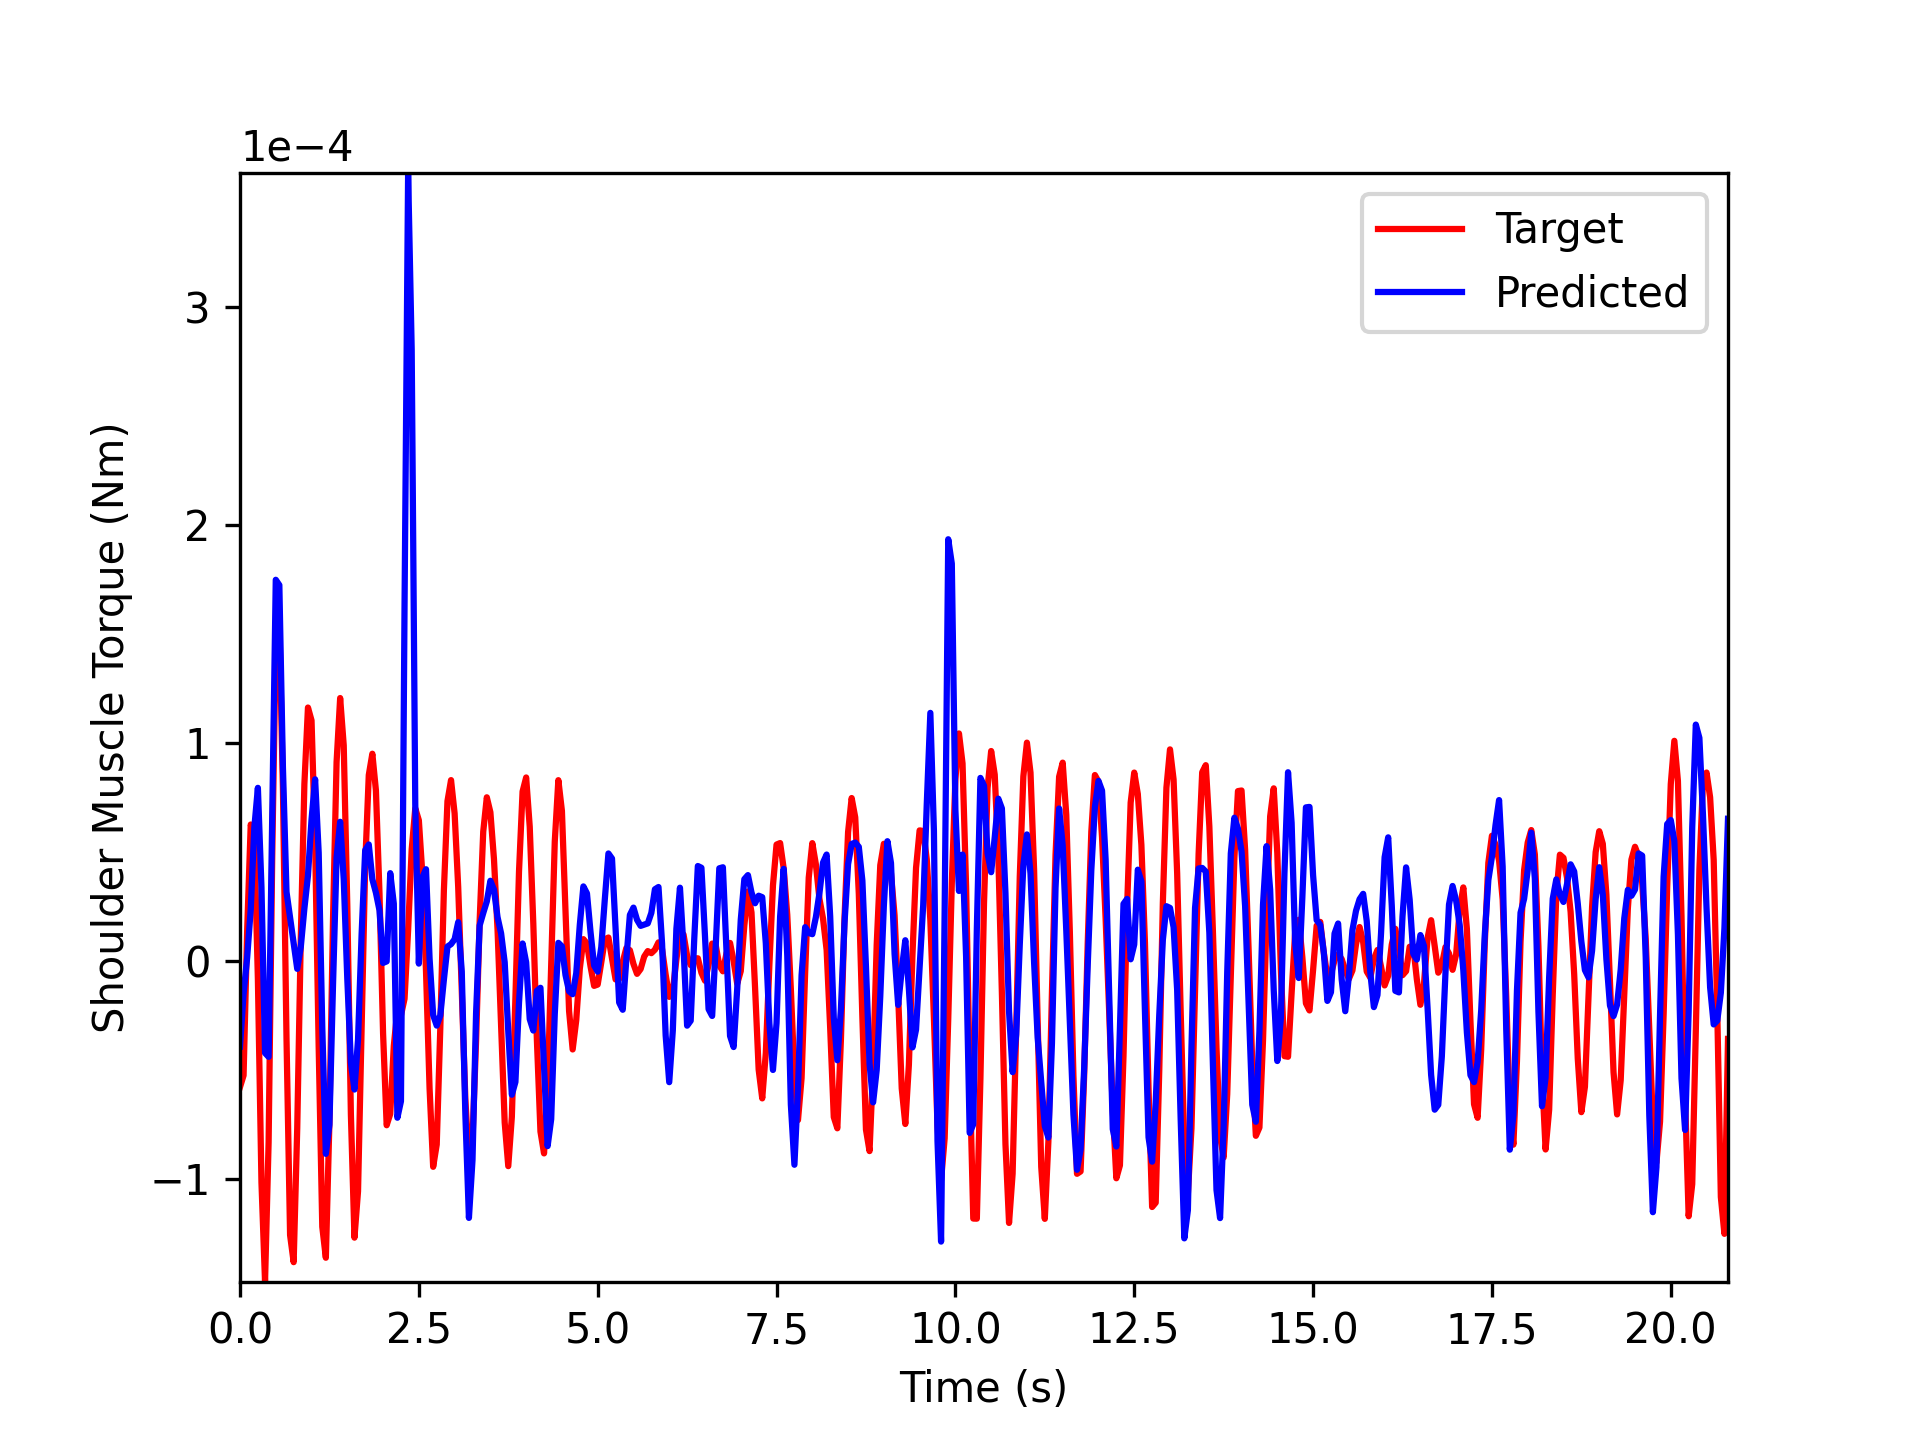 1e−4
Target
Predicted
3
2
1
0
−1
Shoulder Muscle Torque (Nm)
0.0 2.5 5.0 7.5 10.0 12.5 15.0 17.5 20.0
Time (s)